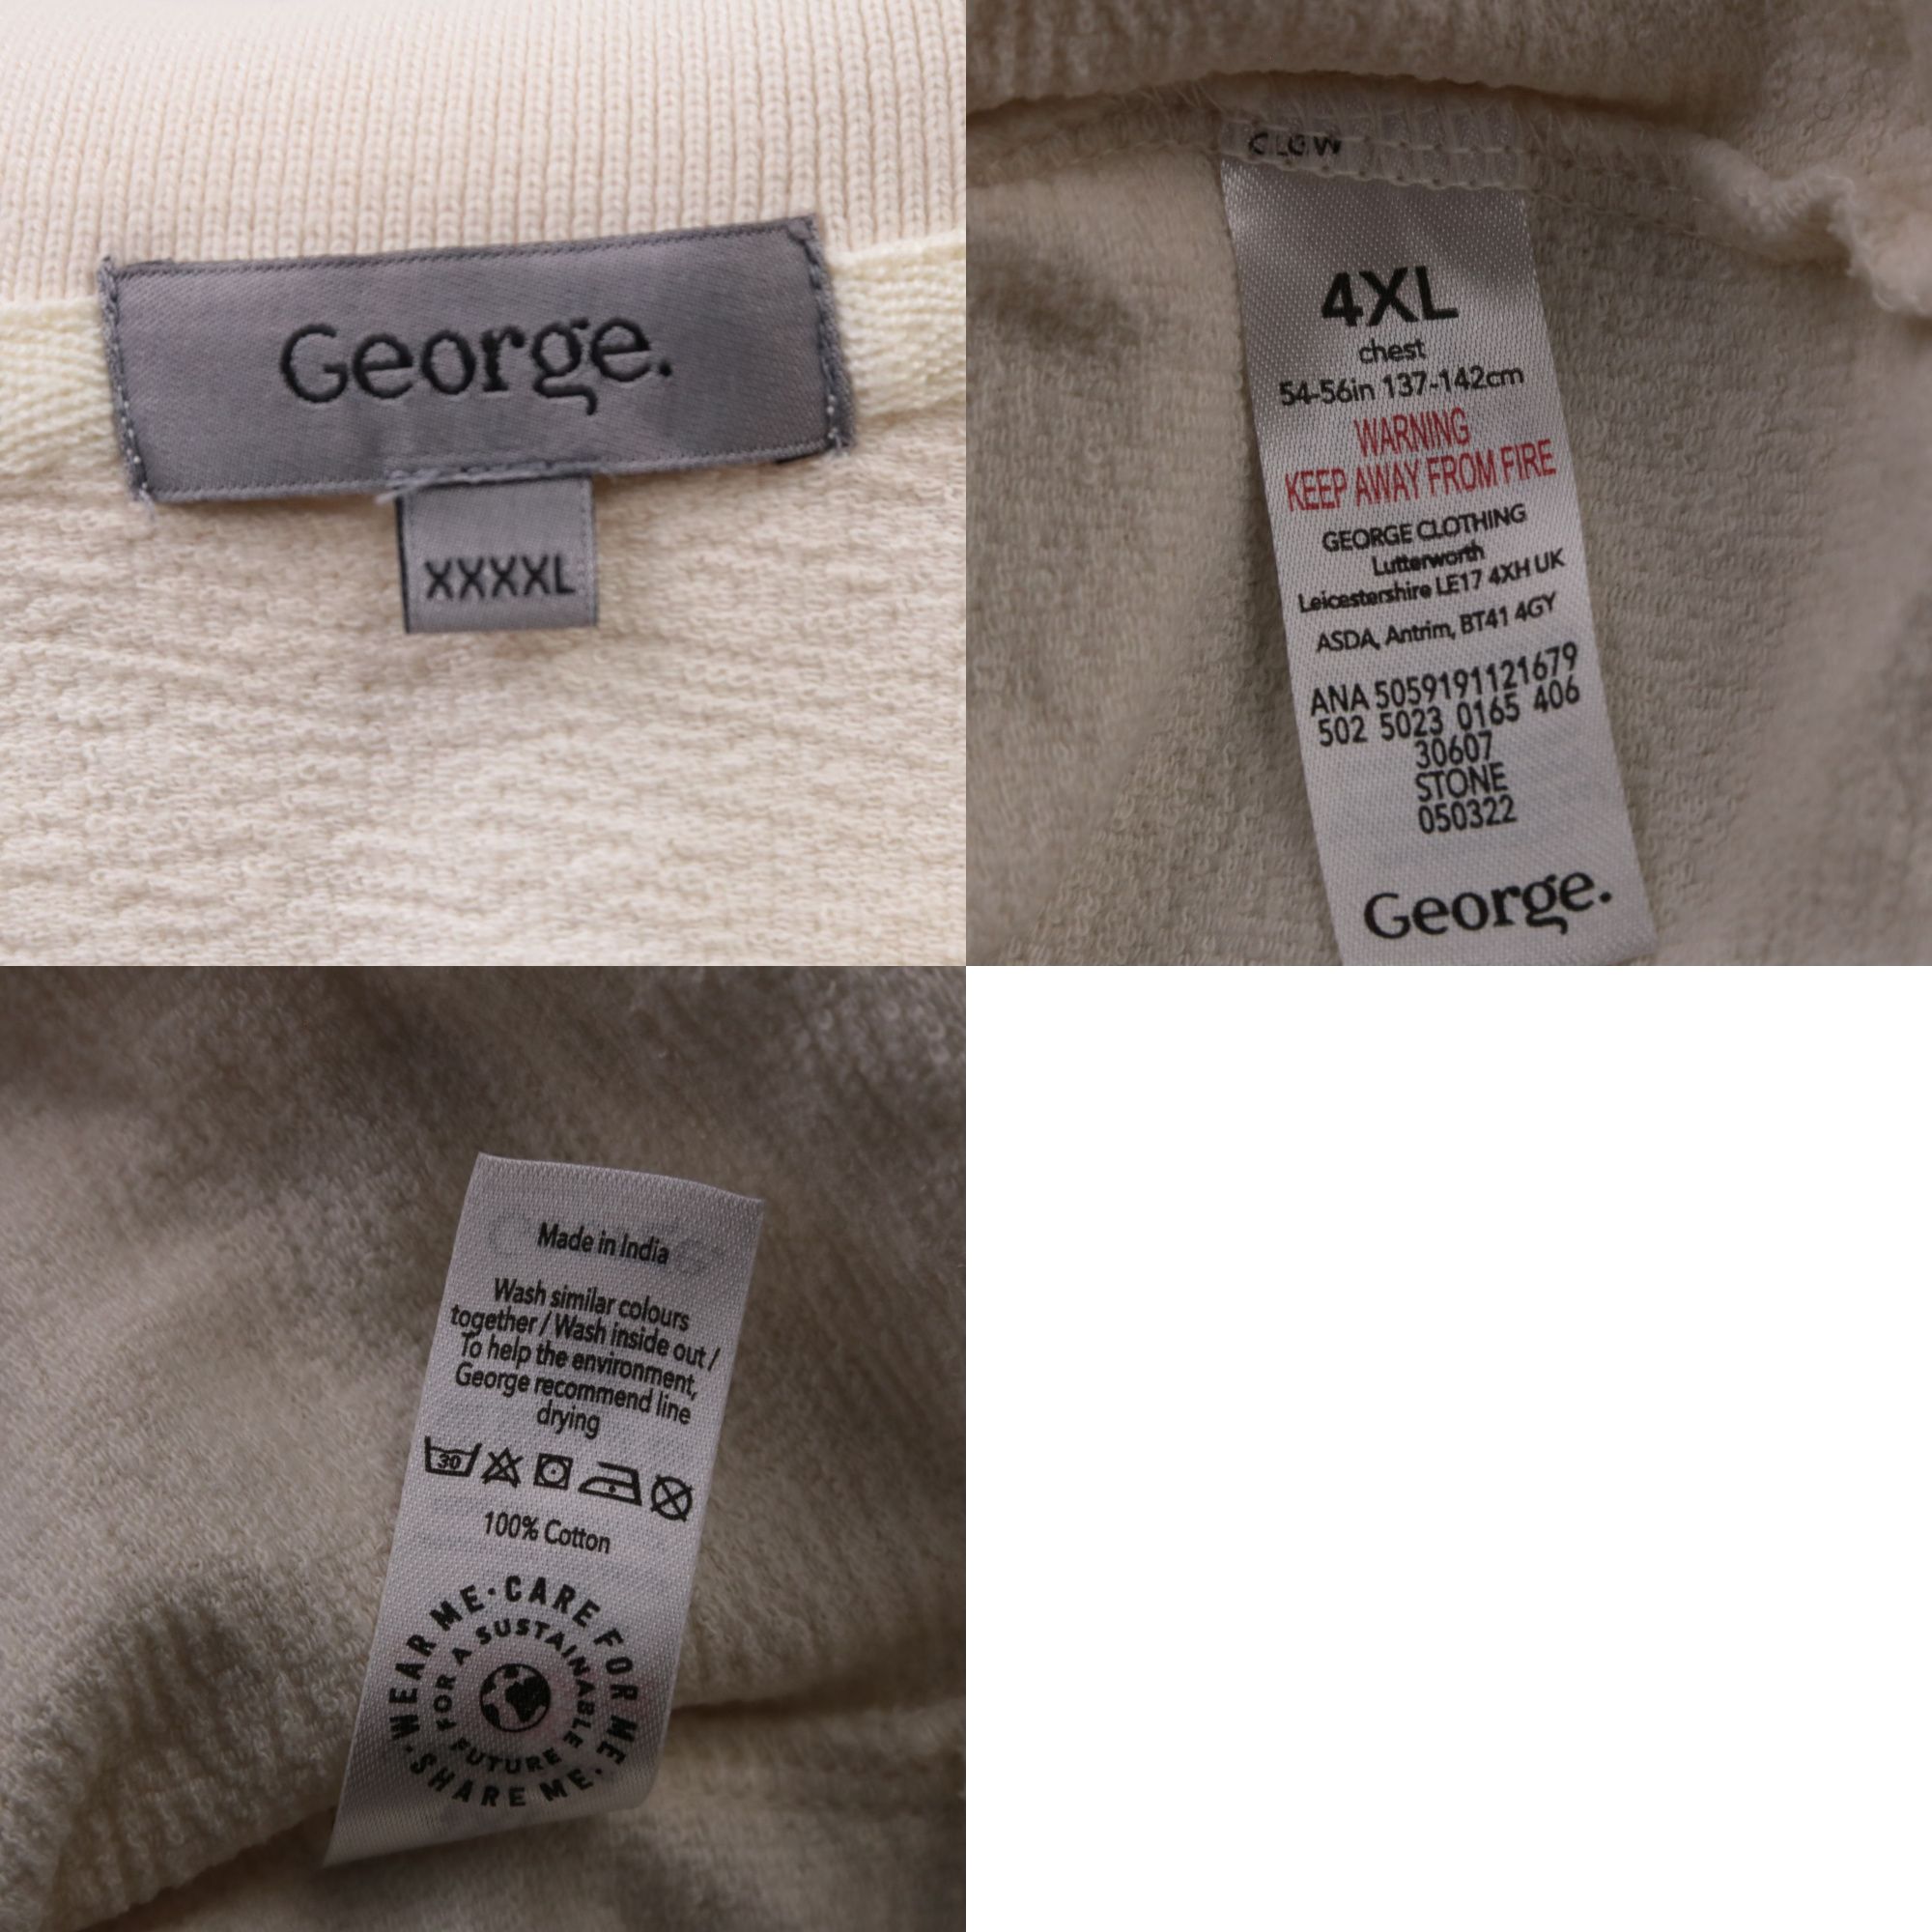 George.
XXXXL
4XL
chest
54-56in 137-142cm
WARNING
KEEP AWAY FROM FIRE
GEORGE CLOTHING
Lutterworth
Leicestershire LE17 4XH UK
ASDA, Antrim, BT41 4GY
ANA 5059191121679
502 5023 0165 406
30607
STONE
050322
George.
Made in India
Wash similar colours
together / Wash inside out /
To help the environment,
George recommend line
drying
30
100% Cotton
WEAR ME · CARE FOR ME · SHARE ME ·
FOR A SUSTAINABLE FUTURE